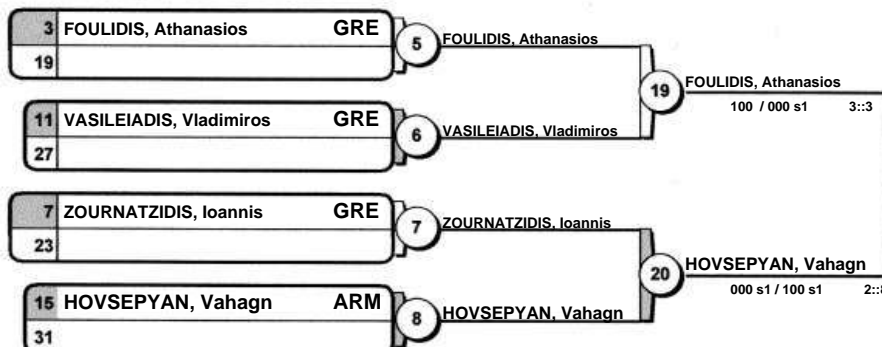 3 FOULIDIS, Athanasios GRE
19
5
FOULIDIS, Athanasios
11 VASILEIADIS, Vladimiros GRE
27
6
VASILEIADIS, Vladimiros
19
FOULIDIS, Athanasios
100 / 000 s1 3::3
7 ZOURNATZIDIS, Ioannis GRE
23
7
ZOURNATZIDIS, Ioannis
15 HOVSEPYAN, Vahagn ARM
31
8
HOVSEPYAN, Vahagn
20
HOVSEPYAN, Vahagn
000 s1 / 100 s1